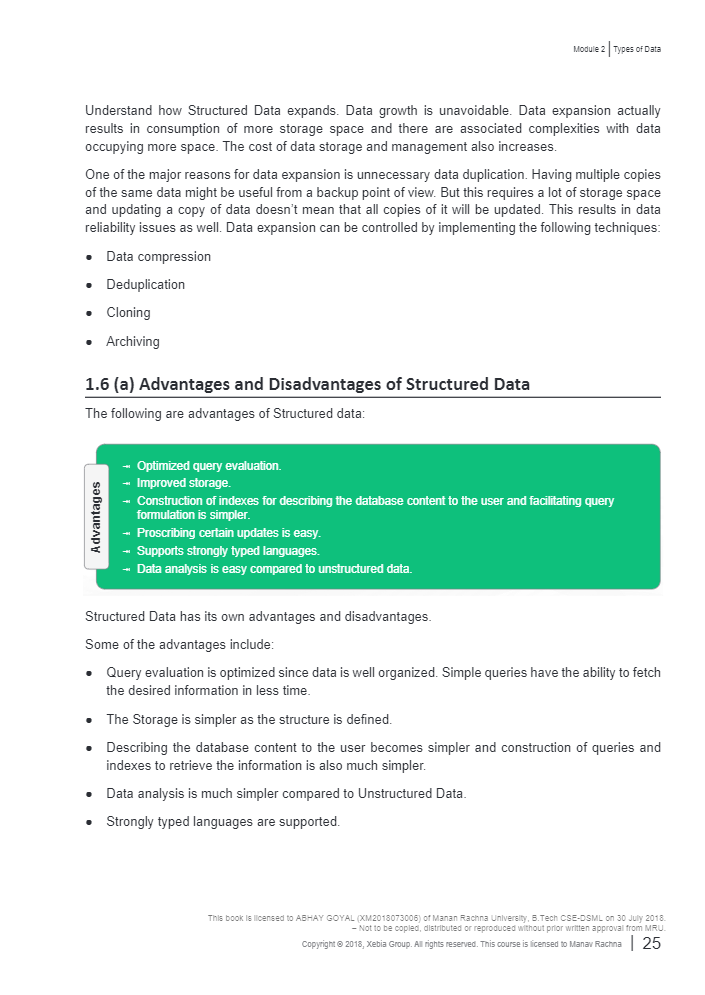 Module 2 | Types of Data
Understand how Structured Data expands. Data growth is unavoidable. Data expansion actually
results in consumption of more storage space and there are associated complexities with data
occupying more space. The cost of data storage and management also increases.
One of the major reasons for data expansion is unnecessary data duplication. Having multiple copies
of the same data might be useful from a backup point of view. But this requires a lot of storage space
and updating a copy of data doesn’t mean that all copies of it will be updated. This results in data
reliability issues as well. Data expansion can be controlled by implementing the following techniques:
● Data compression
● Deduplication
● Cloning
● Archiving
1.6 (a) Advantages and Disadvantages of Structured Data
The following are advantages of Structured data:
Advantages
→ Optimized query evaluation.
→ Improved storage.
→ Construction of indexes for describing the database content to the user and facilitating query
formulation is simpler.
→ Proscribing certain updates is easy.
→ Supports strongly typed languages.
→ Data analysis is easy compared to unstructured data.
Structured Data has its own advantages and disadvantages.
Some of the advantages include:
● Query evaluation is optimized since data is well organized. Simple queries have the ability to fetch
the desired information in less time.
● The Storage is simpler as the structure is defined.
● Describing the database content to the user becomes simpler and construction of queries and
indexes to retrieve the information is also much simpler.
● Data analysis is much simpler compared to Unstructured Data.
● Strongly typed languages are supported.
This book is licensed to ABHAY GOYAL (XM2018073006) of Manan Rachna University, B.Tech CSE-DSML on 30 July 2018.
– Not to be copied, distributed or reproduced without prior written approval from MRU.
Copyright © 2018, Xebia Group. All rights reserved. This course is licensed to Manav Rachna | 25